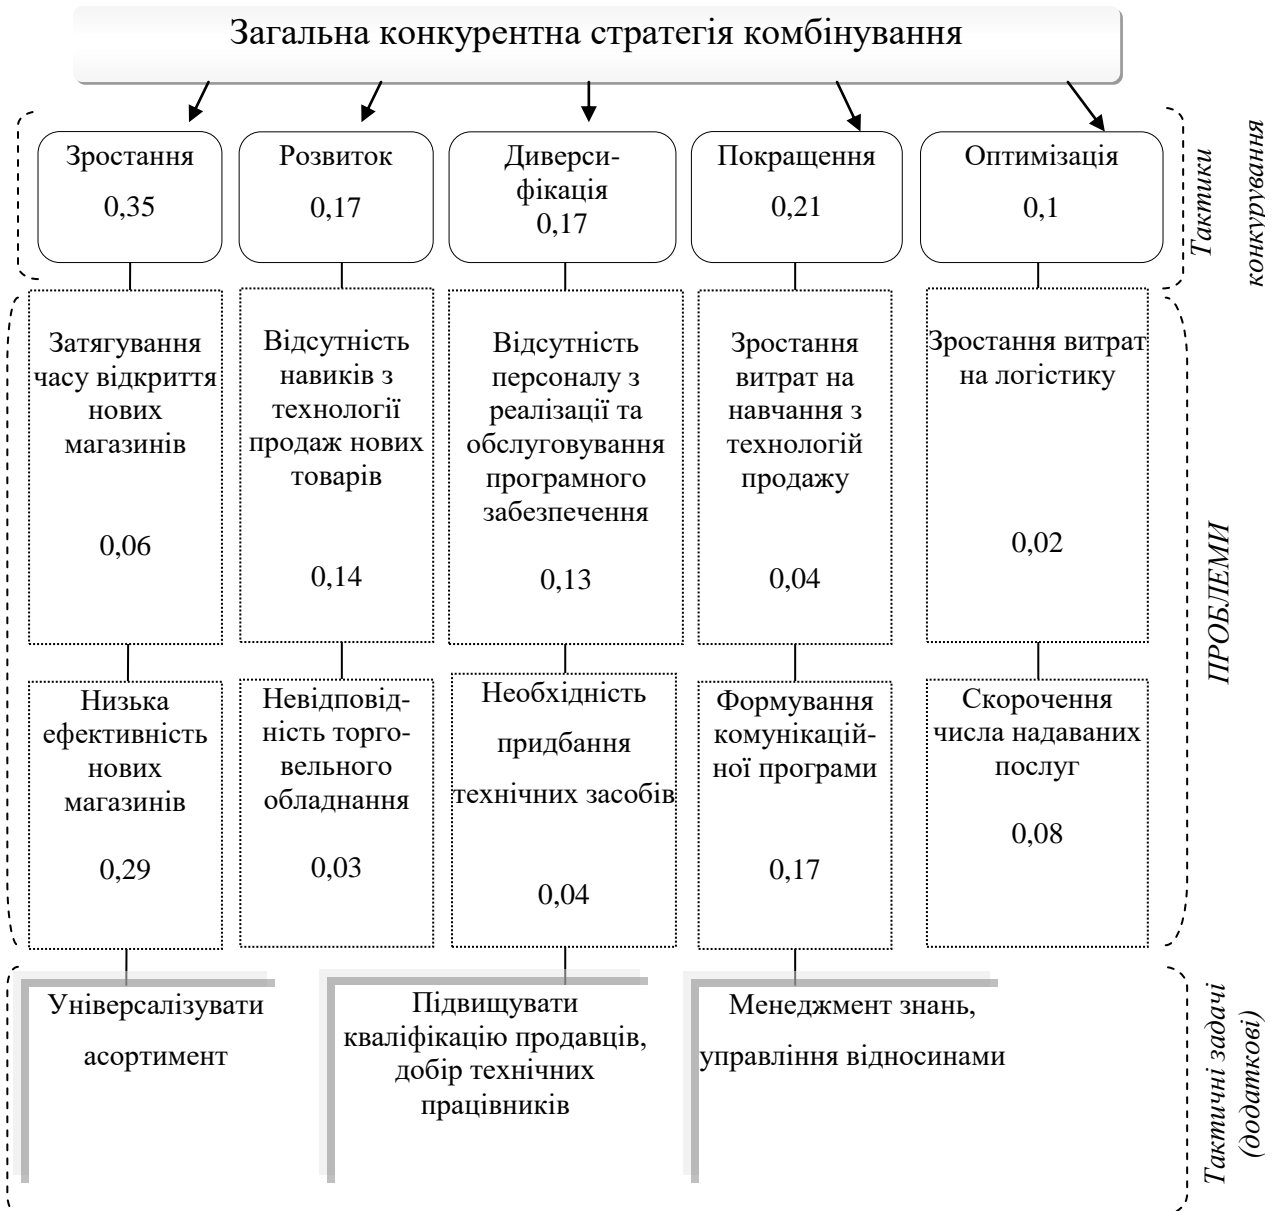 Загальна конкурентна стратегія комбінування
Зростання
0,35
Розвиток
0,17
Диверси-
фікація
0,17
Покращення
0,21
Оптимізація
0,1
Тактики
конкурування
Затягування
часу відкриття
нових
магазинів
0,06
Відсутність
навиків з
технології
продаж нових
товарів
0,14
Відсутність
персоналу з
реалізації та
обслуговування
програмного
забезпечення
0,13
Зростання
витрат на
навчання з
технологій
продажу
0,04
Зростання витрат
на логістику
0,02
ПРОБЛЕМИ
Низька
ефективність
нових
магазинів
0,29
Невідповід-
ність торго-
вельного
обладнання
0,03
Необхідність
придбання
технічних засобів
0,04
Формування
комунікацій-
ної програми
0,17
Скорочення
числа надаваних
послуг
0,08
Універсалізувати
асортимент
Підвищувати
кваліфікацію продавців,
добір технічних
працівників
Менеджмент знань,
управління відносинами
Тактичні задачі
(додаткові)